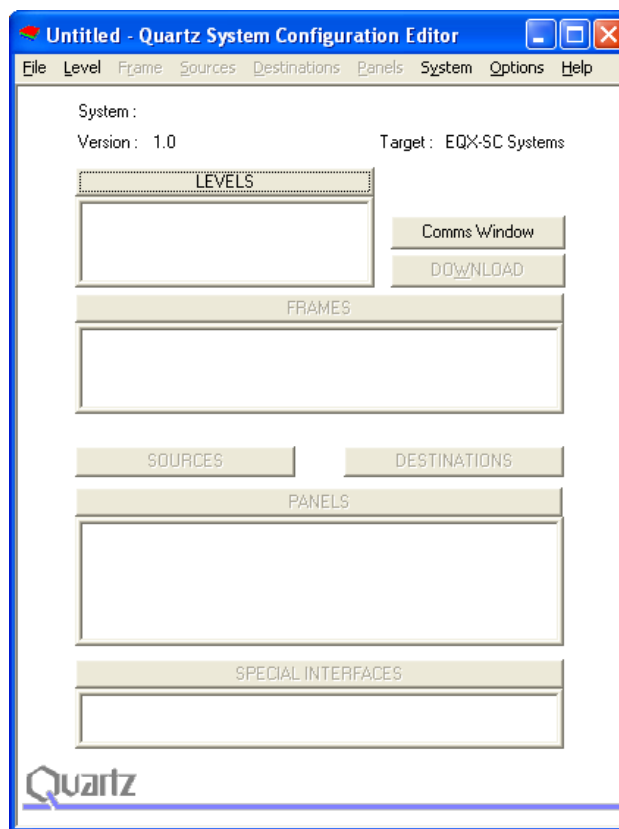 Untitled - Quartz System Configuration Editor
File Level Frame Sources Destinations Panels System Options Help
System :
Version : 1.0 Target : EQX-SC Systems
LEVELS
Comms Window
DOWNLOAD
FRAMES
SOURCES DESTINATIONS
PANELS
SPECIAL INTERFACES
Quartz